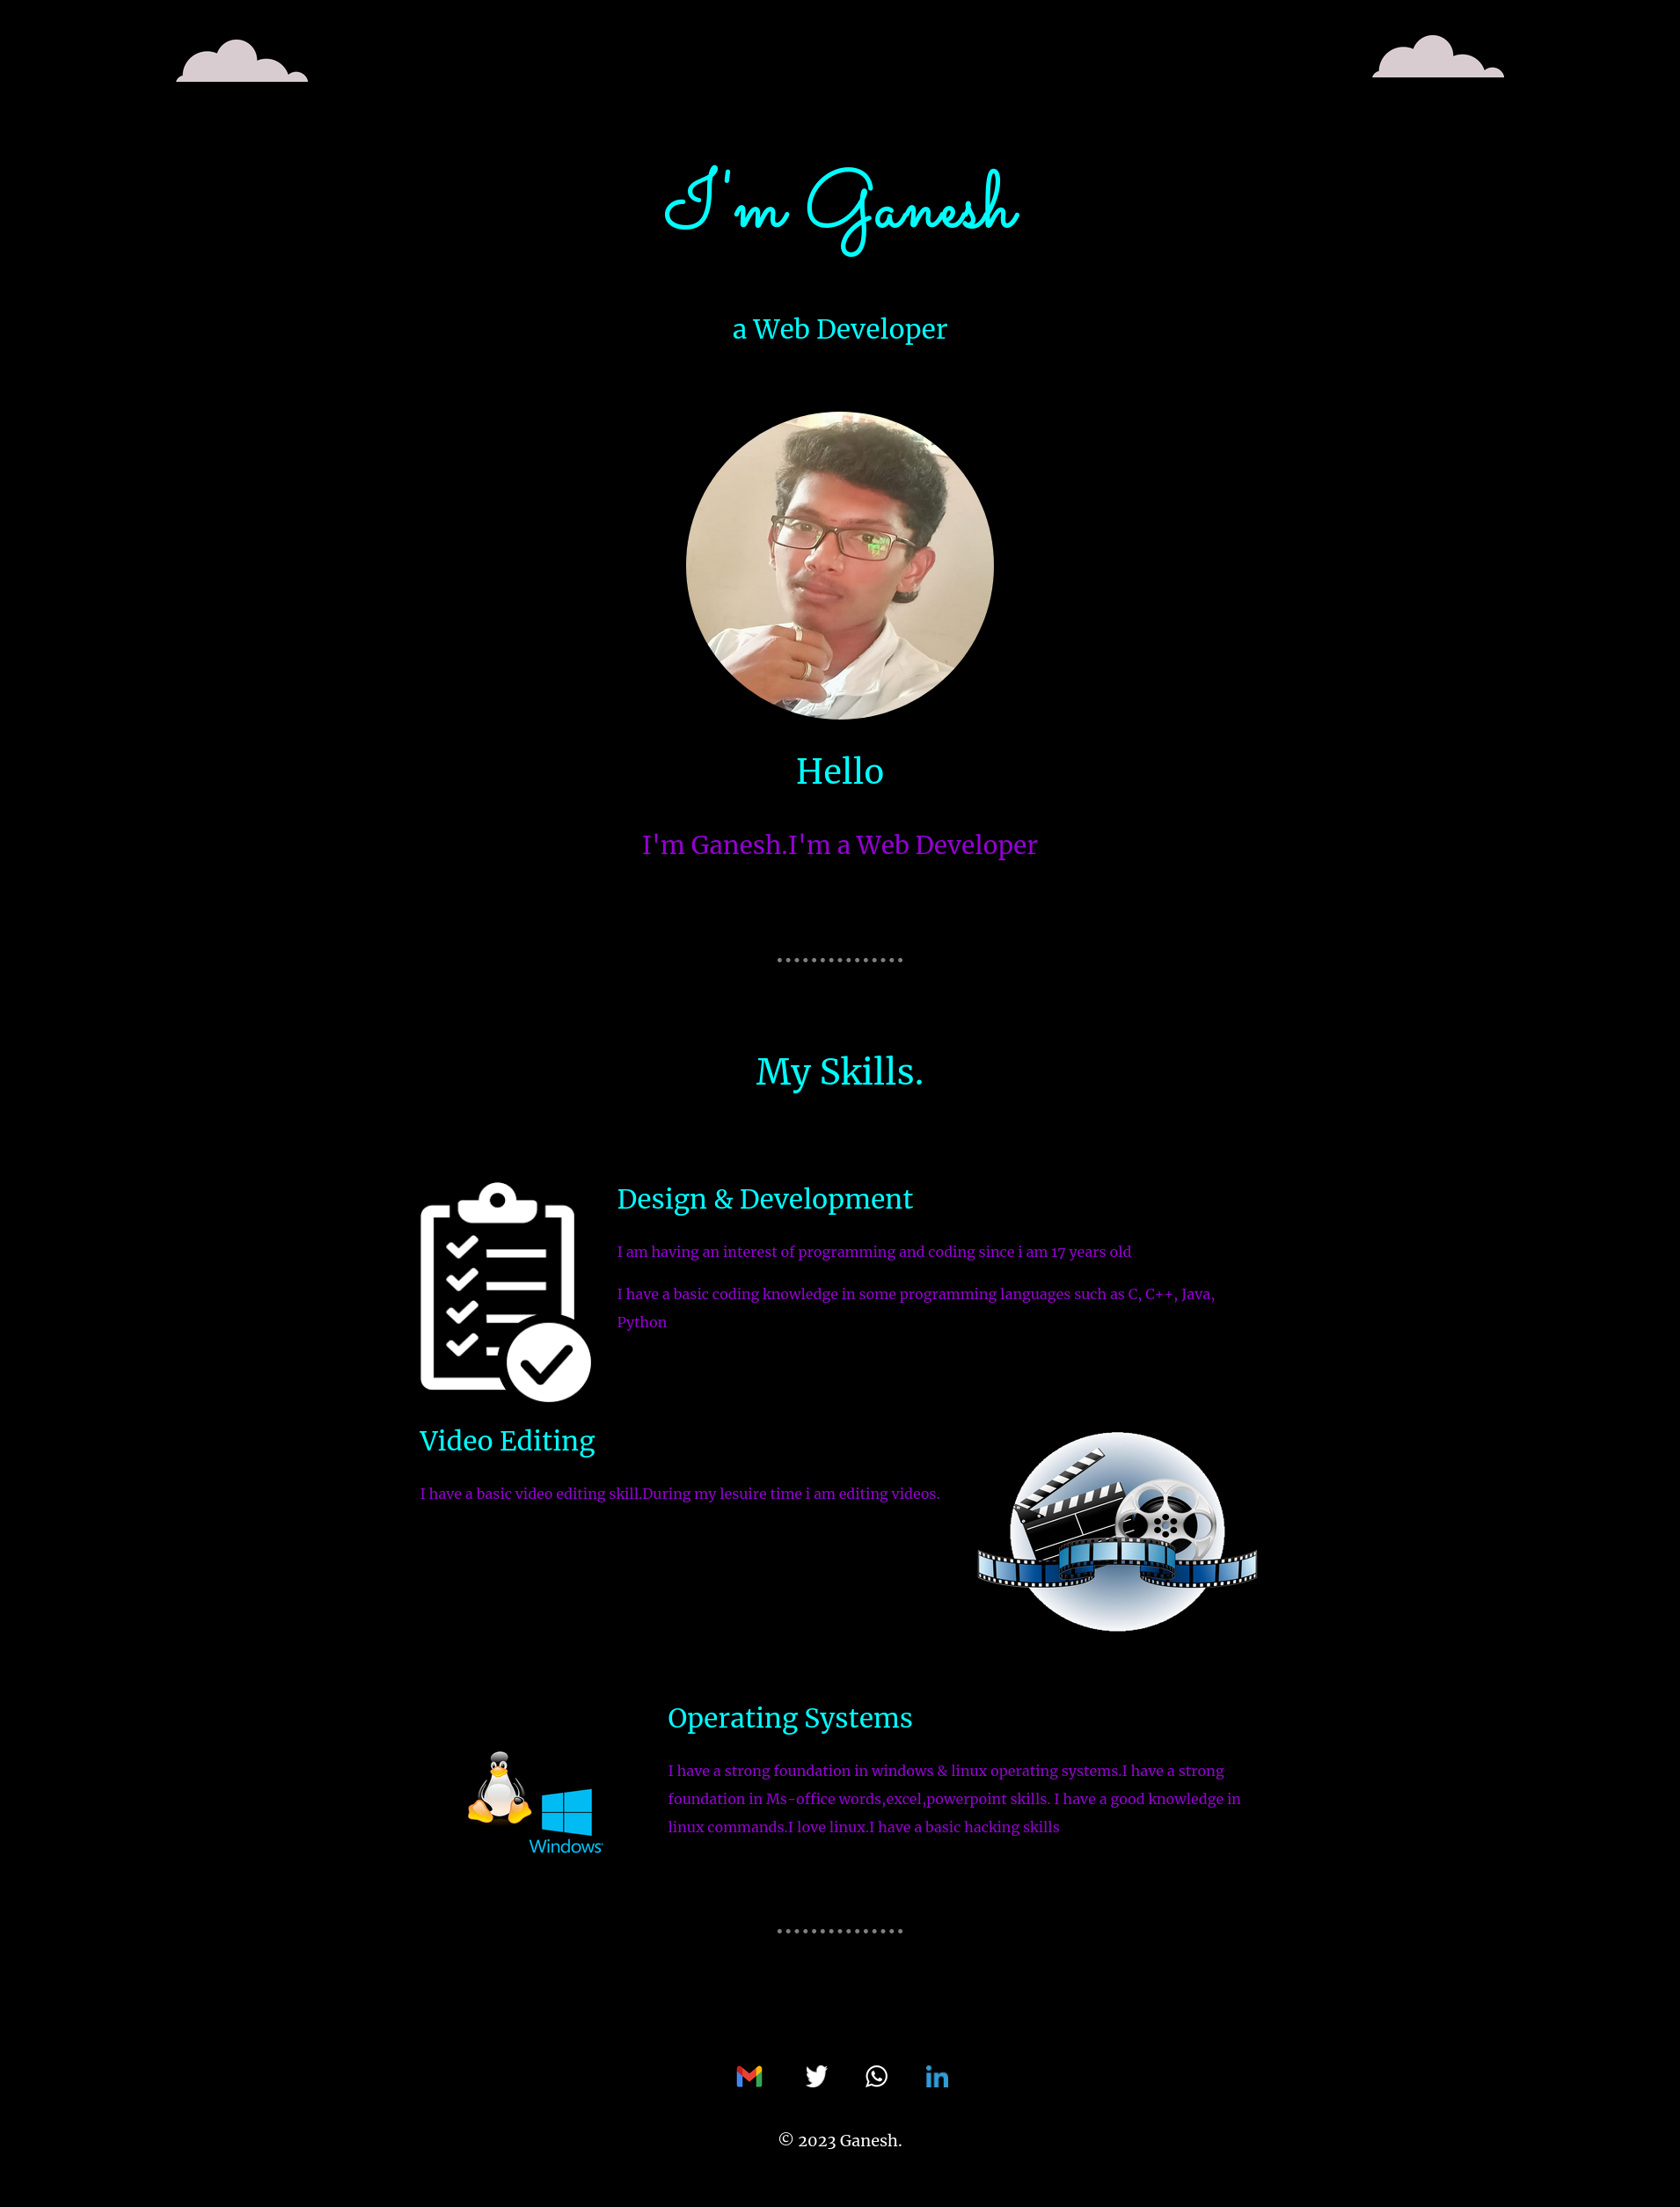 I'm Ganesh
a Web Developer
Hello
I'm Ganesh.I'm a Web Developer
My Skills.
Design & Development
I am having an interest of programming and coding since i am 17 years old
I have a basic coding knowledge in some programming languages such as C, C++, Java,
Python
Video Editing
I have a basic video editing skill.During my lesuire time i am editing videos.
Operating Systems
I have a strong foundation in windows & linux operating systems.I have a strong
foundation in Ms-office words,excel,powerpoint skills. I have a good knowledge in
linux commands.I love linux.I have a basic hacking skills
Windows
in
© 2023 Ganesh.